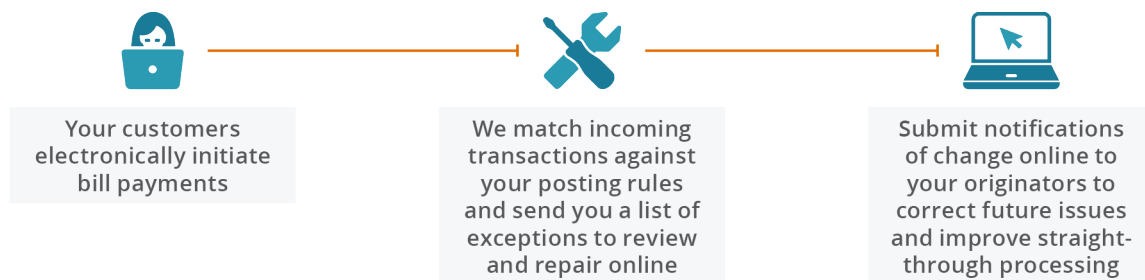 Your customers
electronically initiate
bill payments
We match incoming
transactions against
your posting rules
and send you a list of
exceptions to review
and repair online
Submit notifications
of change online to
your originators to
correct future issues
and improve straight-
through processing